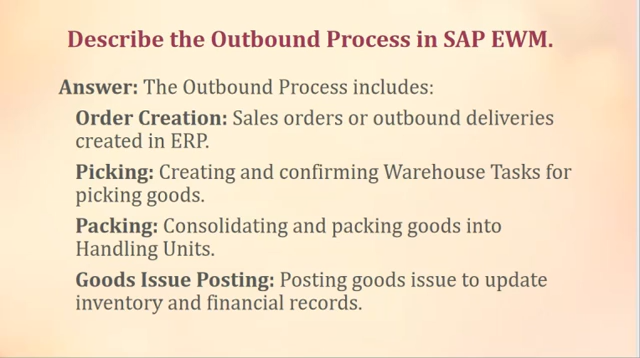 Describe the Outbound Process in SAP EWM.
Answer: The Outbound Process includes:
Order Creation: Sales orders or outbound deliveries
created in ERP.
Picking: Creating and confirming Warehouse Tasks for
picking goods.
Packing: Consolidating and packing goods into
Handling Units.
Goods Issue Posting: Posting goods issue to update
inventory and financial records.